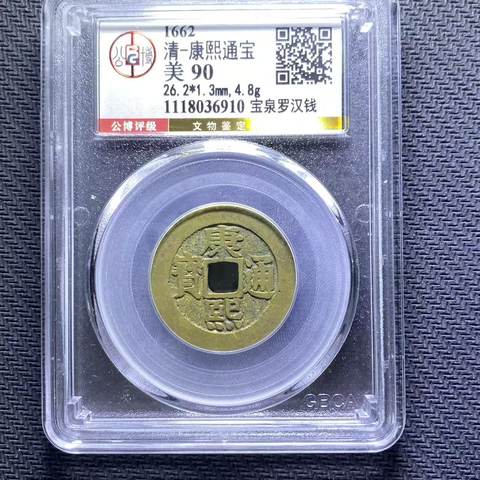 1662
清-康熙通宝
美 90
26.2*1.3mm,4.8g
1118036910 宝泉罗汉钱
公博评级
文物鉴定
康熙通寶
GBCA